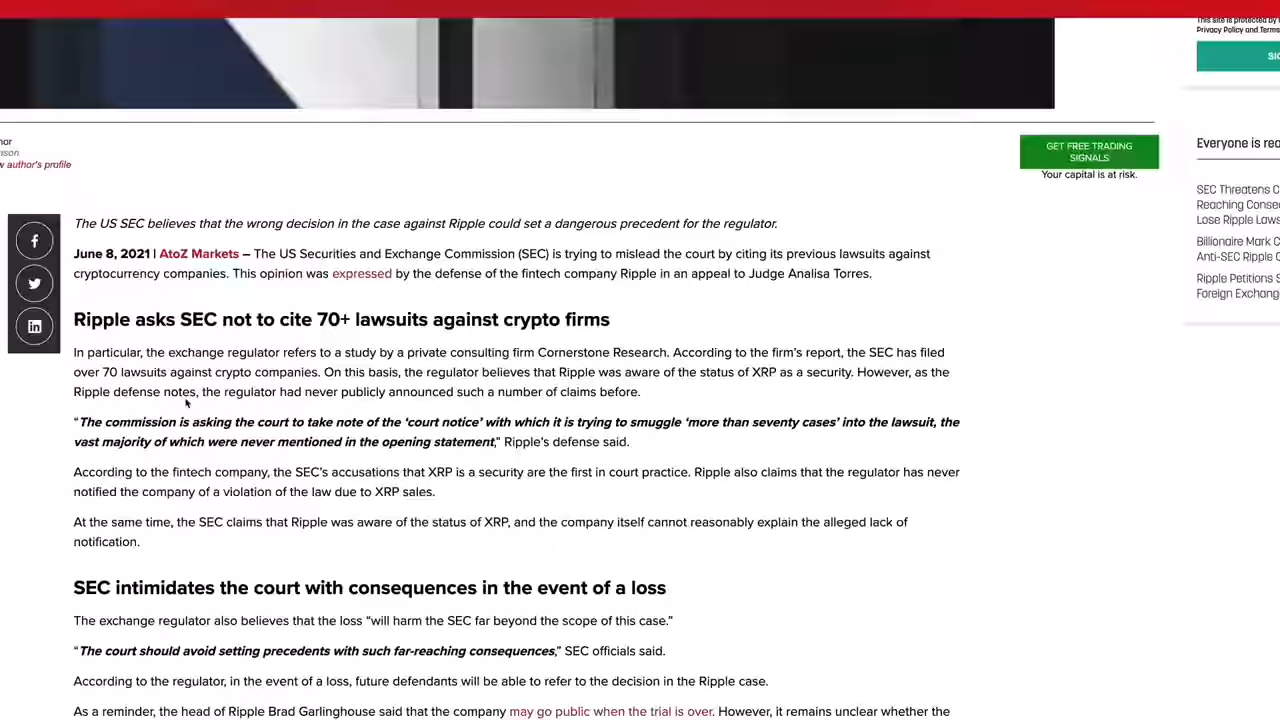 This site is protected by
Privacy Policy and Terms
SIG
hor
nson
w author's profile
GET FREE TRADING
SIGNALS
Your capital is at risk.
Everyone is rea
SEC Threatens C
Reaching Conse
Lose Ripple Laws
Billionaire Mark C
Anti-SEC Ripple C
Ripple Petitions S
Foreign Exchang
The US SEC believes that the wrong decision in the case against Ripple could set a dangerous precedent for the regulator.
June 8, 2021 | AtoZ Markets – The US Securities and Exchange Commission (SEC) is trying to mislead the court by citing its previous lawsuits against
cryptocurrency companies. This opinion was expressed by the defense of the fintech company Ripple in an appeal to Judge Analisa Torres.
Ripple asks SEC not to cite 70+ lawsuits against crypto firms
In particular, the exchange regulator refers to a study by a private consulting firm Cornerstone Research. According to the firm's report, the SEC has filed
over 70 lawsuits against crypto companies. On this basis, the regulator believes that Ripple was aware of the status of XRP as a security. However, as the
Ripple defense notes, the regulator had never publicly announced such a number of claims before.
“The commission is asking the court to take note of the ‘court notice’ with which it is trying to smuggle ‘more than seventy cases’ into the lawsuit, the
vast majority of which were never mentioned in the opening statement,” Ripple’s defense said.
According to the fintech company, the SEC’s accusations that XRP is a security are the first in court practice. Ripple also claims that the regulator has never
notified the company of a violation of the law due to XRP sales.
At the same time, the SEC claims that Ripple was aware of the status of XRP, and the company itself cannot reasonably explain the alleged lack of
notification.
SEC intimidates the court with consequences in the event of a loss
The exchange regulator also believes that the loss “will harm the SEC far beyond the scope of this case.”
“The court should avoid setting precedents with such far-reaching consequences,” SEC officials said.
According to the regulator, in the event of a loss, future defendants will be able to refer to the decision in the Ripple case.
As a reminder, the head of Ripple Brad Garlinghouse said that the company may go public when the trial is over. However, it remains unclear whether the